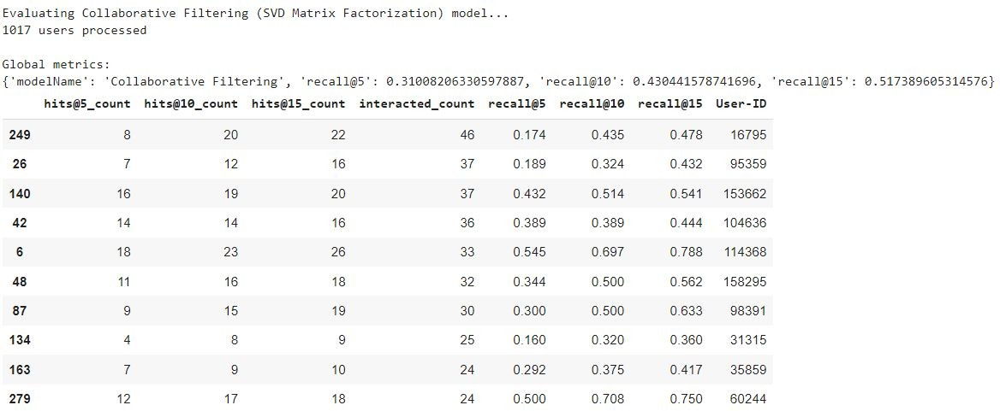 Evaluating Collaborative Filtering (SVD Matrix Factorization) model...
1017 users processed
Global metrics:
{'modelName': 'Collaborative Filtering', 'recall@5': 0.31008206330597887, 'recall@10': 0.430441578741696, 'recall@15': 0.517389605314576}
hits@5_count hits@10_count hits@15_count interacted_count recall@5 recall@10 recall@15 User-ID
249 8 20 22 46 0.174 0.435 0.478 16795
26 7 12 16 37 0.189 0.324 0.432 95359
140 16 19 20 37 0.432 0.514 0.541 153662
42 14 14 16 36 0.389 0.389 0.444 104636
6 18 23 26 33 0.545 0.697 0.788 114368
48 11 16 18 32 0.344 0.500 0.562 158295
87 9 15 19 30 0.300 0.500 0.633 98391
134 4 8 9 25 0.160 0.320 0.360 31315
163 7 9 10 24 0.292 0.375 0.417 35859
279 12 17 18 24 0.500 0.708 0.750 60244